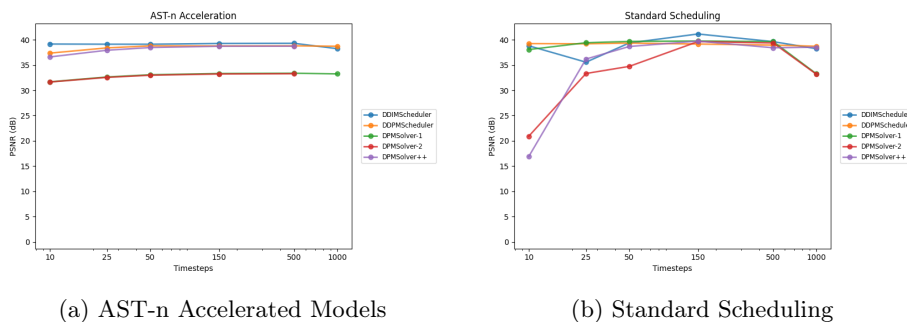 AST-n Acceleration
40
35
30
25
20
15
10
5
0
PSNR (dB)
10
25
50
150
500
1000
Timesteps
DDIMScheduler
DDPMScheduler
DPMSolver-1
DPMSolver-2
DPMSolver++
(a) AST-n Accelerated Models
Standard Scheduling
40
35
30
25
20
15
10
5
0
PSNR (dB)
10
25
50
150
500
1000
Timesteps
DDIMScheduler
DDPMScheduler
DPMSolver-1
DPMSolver-2
DPMSolver++
(b) Standard Scheduling